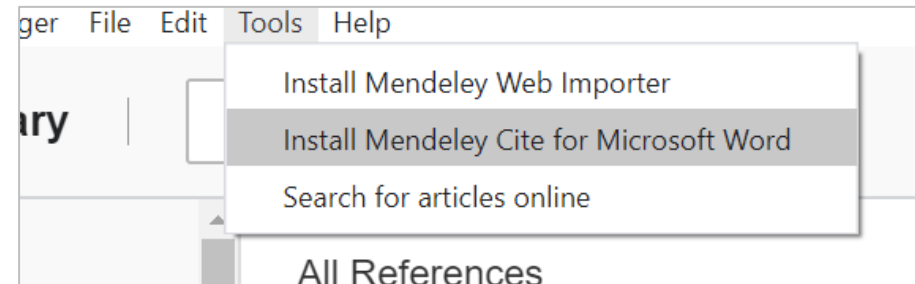 ger File Edit Tools Help
ary
Install Mendeley Web Importer
Install Mendeley Cite for Microsoft Word
Search for articles online
All References